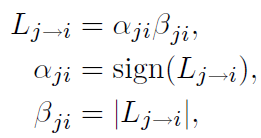 L_{j→i} = α_{ji}β_{ji},
α_{ji} = sign(L_{j→i}),
β_{ji} = |L_{j→i}|,